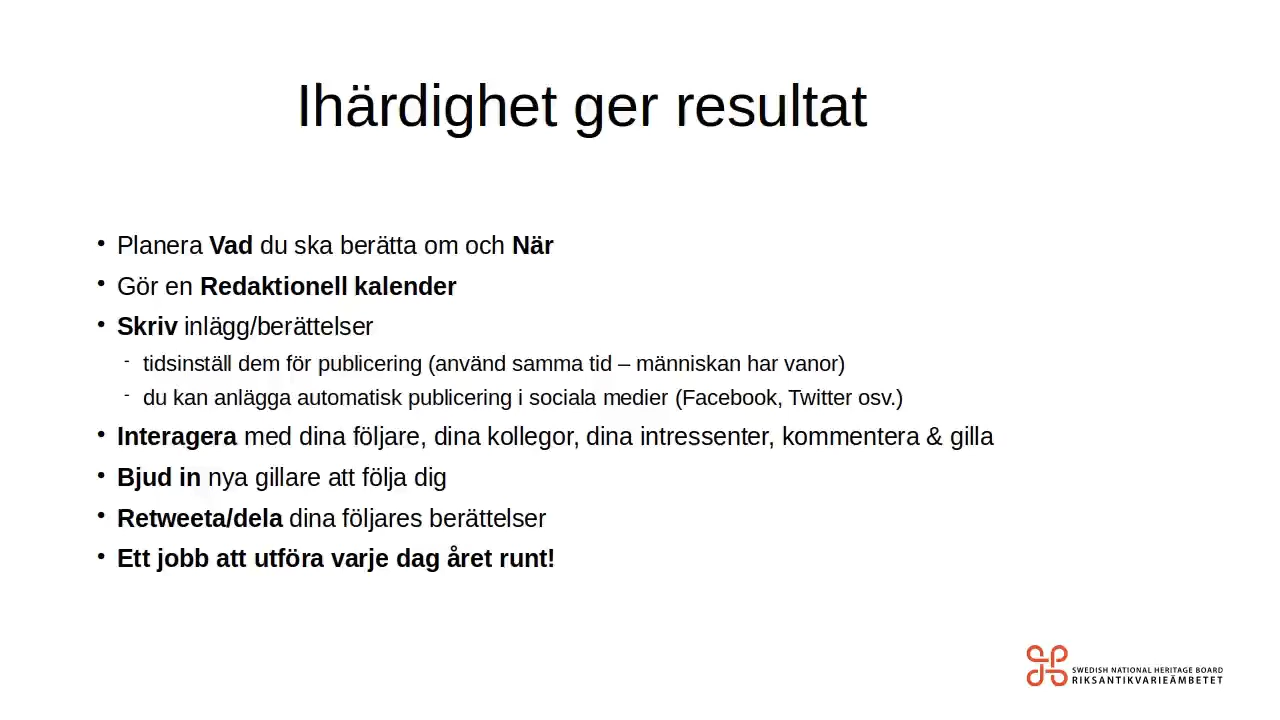 Ihärdighet ger resultat
• Planera Vad du ska berätta om och När
• Gör en Redaktionell kalender
• Skriv inlägg/berättelser
- tidsinställ dem för publicering (använd samma tid – människan har vanor)
- du kan anlägga automatisk publicering i sociala medier (Facebook, Twitter osv.)
• Interagera med dina följare, dina kollegor, dina intressenter, kommentera & gilla
• Bjud in nya gillare att följa dig
• Retweeta/dela dina följares berättelser
• Ett jobb att utföra varje dag året runt!
SWEDISH NATIONAL HERITAGE BOARD
RIKSANTIKVARIEÄMBETET